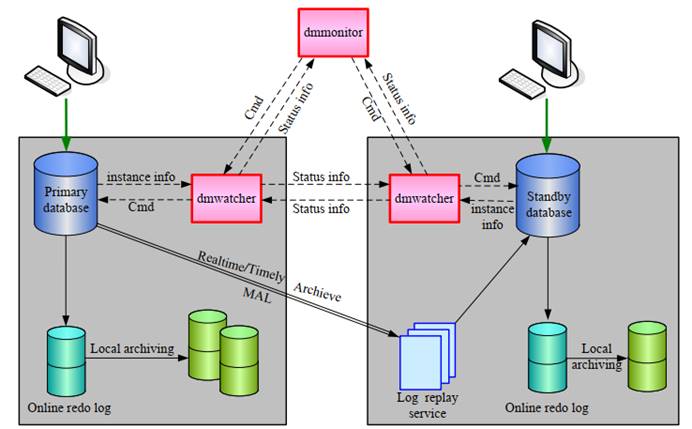 dmmonitor
Cmd
Status info
Cmd
Status info
Primary
database
instance info
Cmd
dmwatcher
Status info
Status info
dmwatcher
Cmd
instance
info
Standby
database
Realtime/Timely Archieve
MAL
Local archiving
Online redo log
Log replay
service
Local
archiving
Online redo log